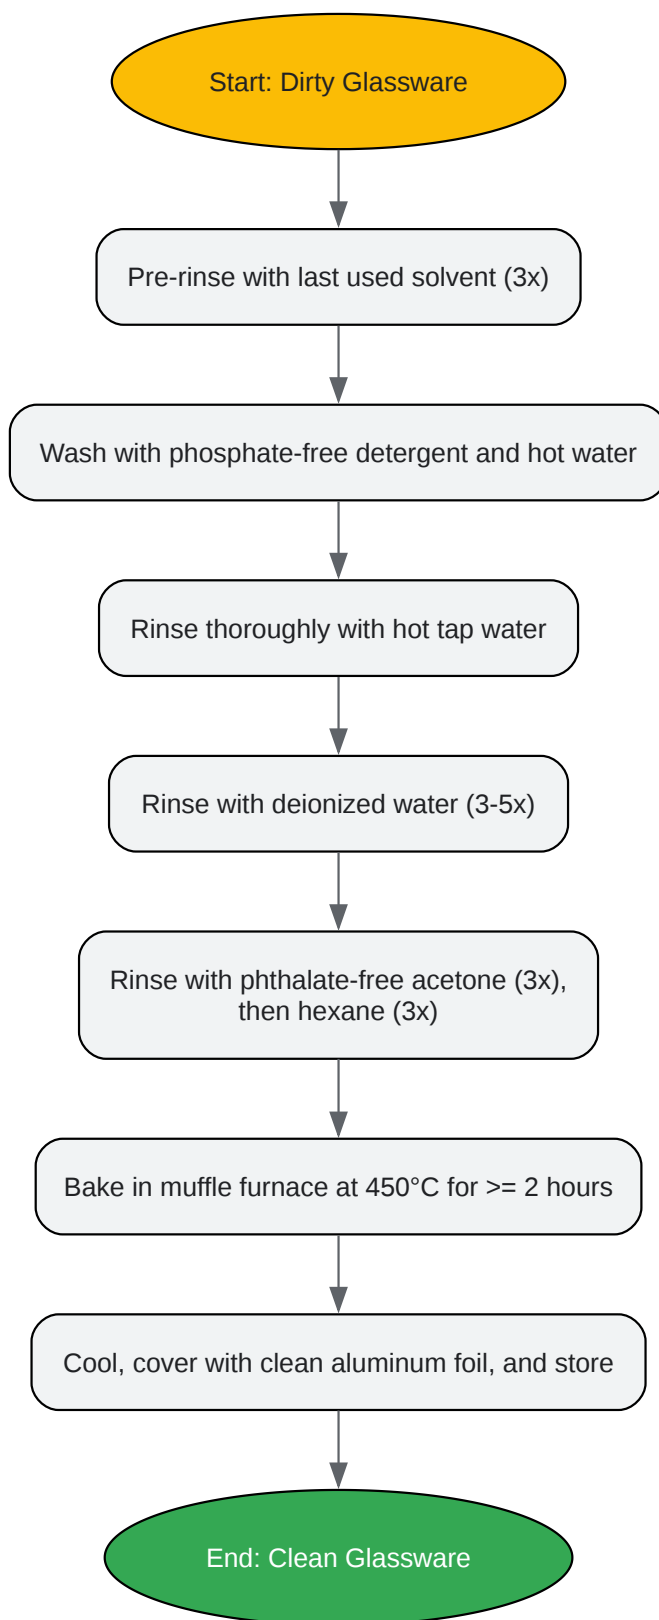 Start: Dirty Glassware
Pre-rinse with last used solvent (3x)
Wash with phosphate-free detergent and hot water
Rinse thoroughly with hot tap water
Rinse with deionized water (3-5x)
Rinse with phthalate-free acetone (3x),
then hexane (3x)
Bake in muffle furnace at 450°C for >= 2 hours
Cool, cover with clean aluminum foil, and store
End: Clean Glassware